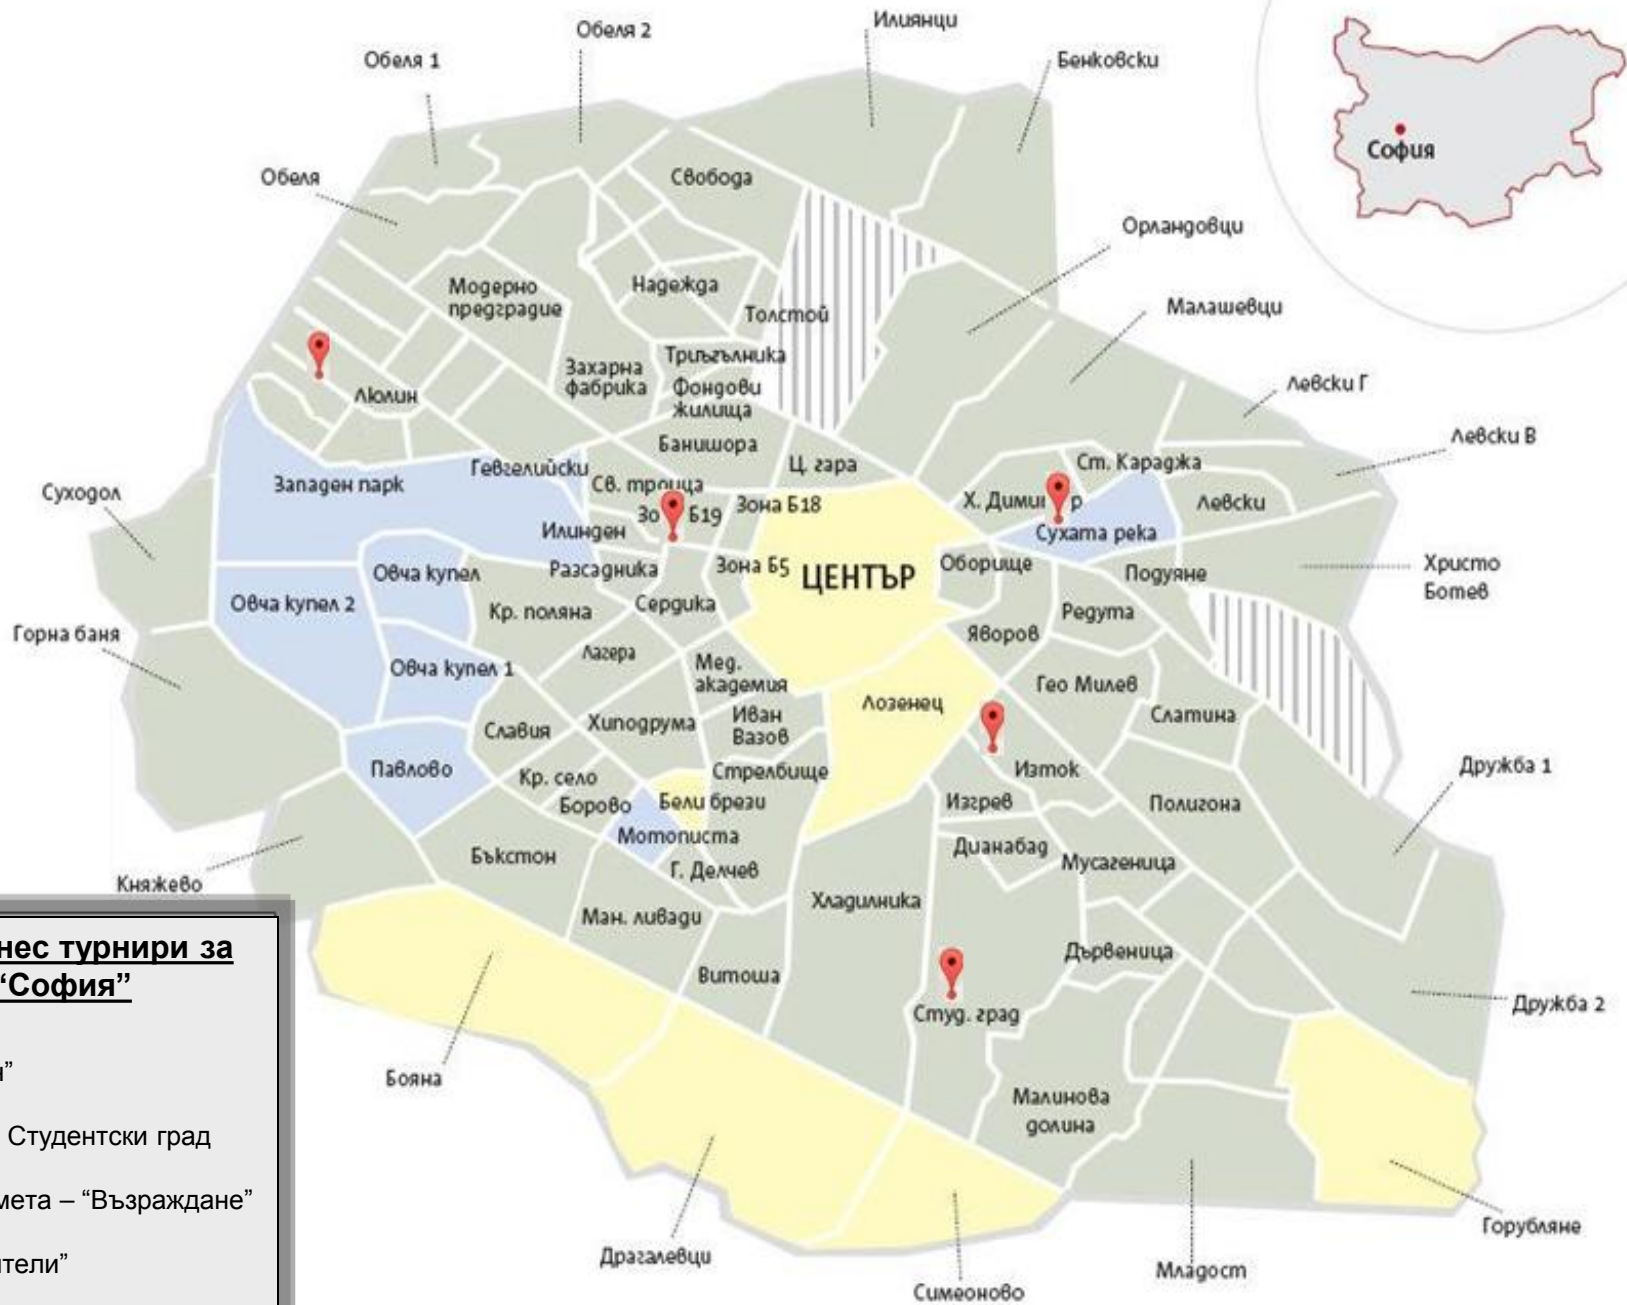 Обеля 2
Илиянци
Обеля 1
Бенковски
София
Обеля
Свобода
Орландовци
Модерно
предградие
Надежда
Толстой
Малашевци
Триъгълника
Захарна
фабрика
Фондови
жилища
Левски Г
Люлин
Банишора
Левски В
Ц. гара
Ст. Караджа
Гевгелийски
Западен парк
Св. троица
Суходол
Зона Б18
Х. Дими р
Левски
Зо Б19
Илинден
Сухата река
Разсадника
Зона Б5
ЦЕНТЪР
Оборище
Подуяне
Христо
Ботев
Овча купел
Овча купел 2
Кр. поляна
Сердика
Редута
Горна баня
Яворов
Лагера
Овча купел 1
Мед.
академия
Гео Милев
Лозенец
Слатина
Славия
Хиподрума
Иван
Вазов
Павлово
Кр. село
Стрелбище
Изток
Дружба 1
Борово
Бели брези
Изгрев
Полигона
Мотописта
Дианабад
Бъкстон
Г. Делчев
Мусагеница
Княжево
Хладилника
Ман. ливади
Дървеница
Витоша
Дружба 2
Студ. град
Бояна
Малинова
долина
Драгалевци
Горубляне
Младост
Симеоново
нес турнири за
“София”
н”
Студентски град
мета – “Възраждане”
ители”